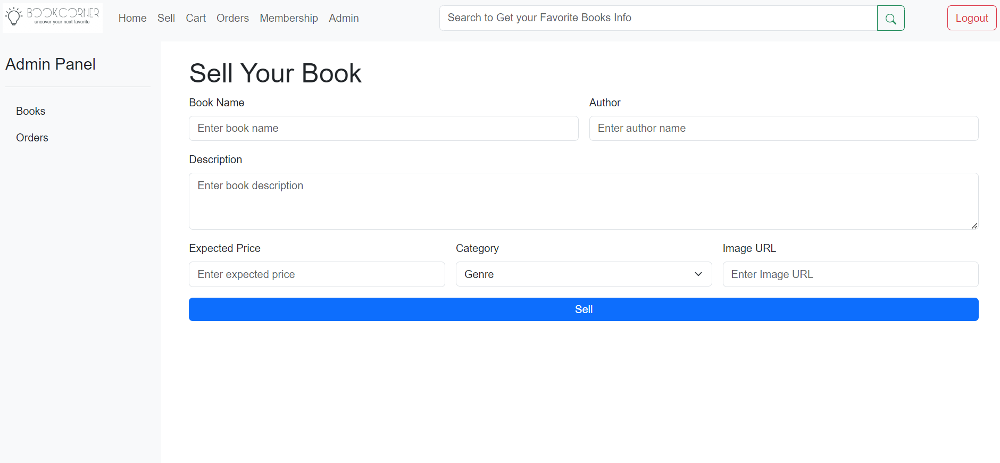 BOOKCORNER
uncover your next favorite
Home Sell Cart Orders Membership Admin
Search to Get your Favorite Books Info
Logout
Admin Panel
Books
Orders
Sell Your Book
Book Name Author
Enter book name Enter author name
Description
Enter book description
Expected Price Category Image URL
Enter expected price Genre Enter Image URL
Sell